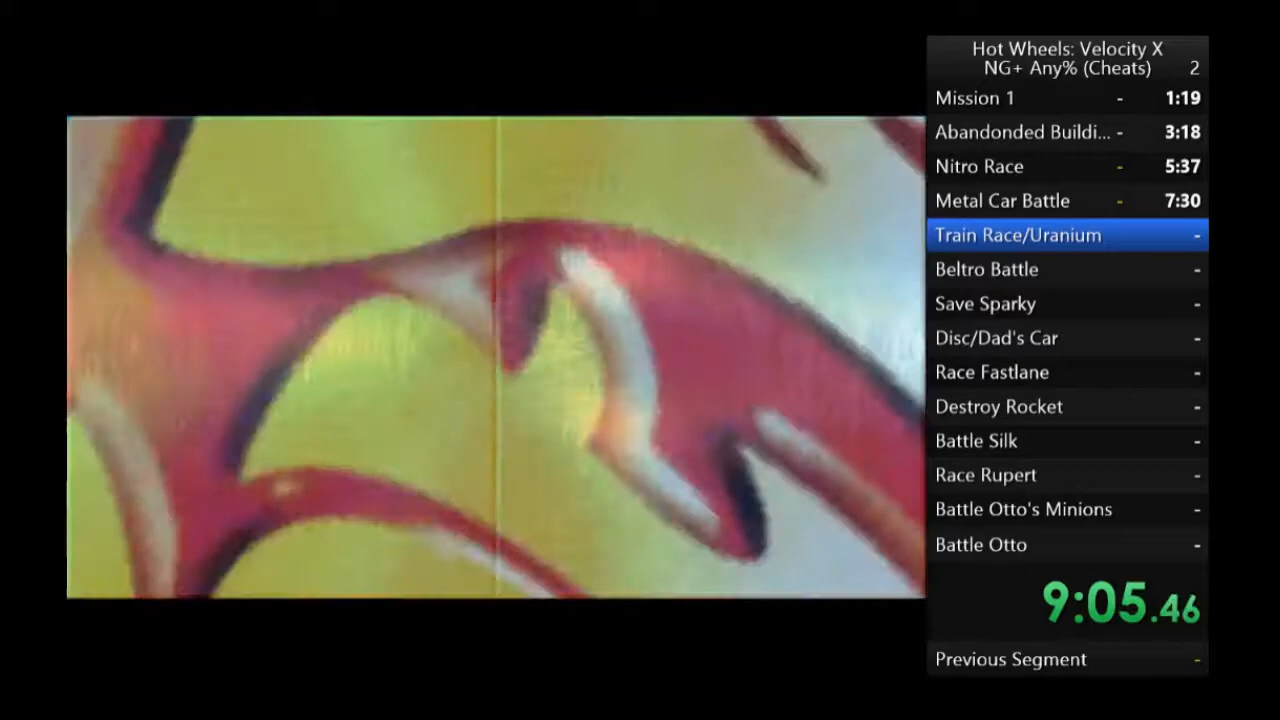 Hot Wheels: Velocity X
NG+ Any% (Cheats) 2
Mission 1 - 1:19
Abandonded Buildi... - 3:18
Nitro Race - 5:37
Metal Car Battle - 7:30
Train Race/Uranium -
Beltro Battle -
Save Sparky -
Disc/Dad's Car -
Race Fastlane -
Destroy Rocket -
Battle Silk -
Race Rupert -
Battle Otto's Minions -
Battle Otto -
9:05.46
Previous Segment -